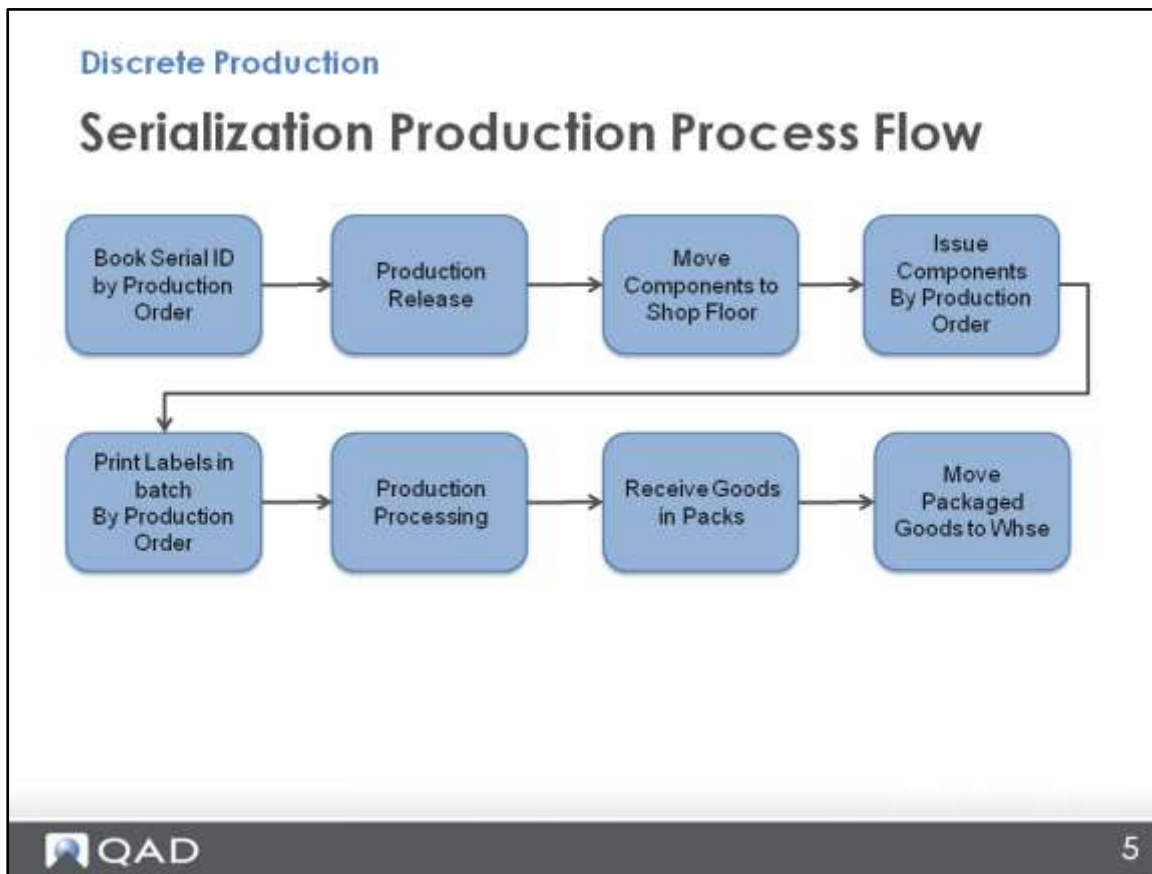 Discrete Production
Serialization Production Process Flow
Book Serial ID
by Production
Order
Production
Release
Move
Components to
Shop Floor
Issue
Components
By Production
Order
Print Labels in
batch
By Production
Order
Production
Processing
Receive Goods
in Packs
Move
Packaged
Goods to Whse
QAD
5